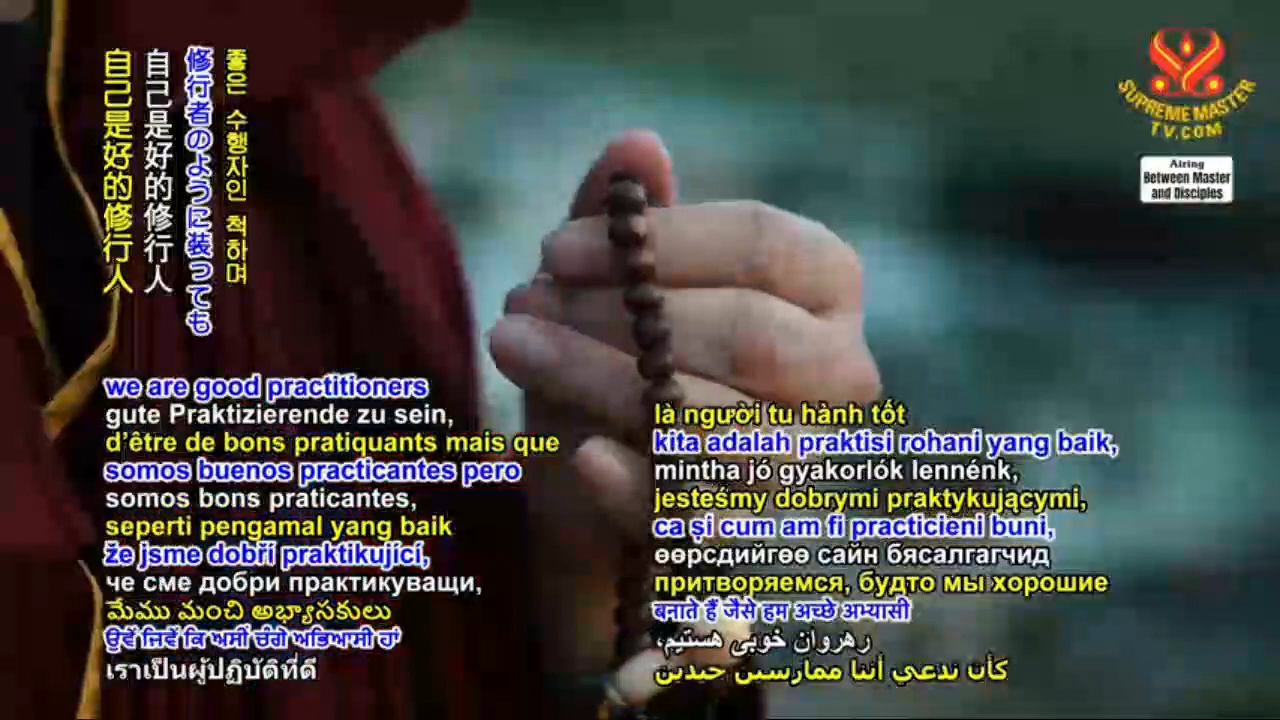 自己是好的修行人
自己是好的修行人
修行者のように装っても
좋은 수행자인 척하며
SUPREME MASTER
TV.COM
Airing
Between Master
and Disciples
we are good practitioners
gute Praktizierende zu sein,
d'être de bons pratiquants mais que
somos buenos practicantes pero
somos bons praticantes,
seperti pengamal yang baik
že jsme dobří praktikující,
че сме добри практикуващи,
మేము మంచి అభ్యాసకులు
ਉਵੇਂ ਜਿਵੇਂ ਕਿ ਅਸੀਂ ਚੰਗੇ ਅਭਿਆਸੀ ਹਾਂ
เราเป็นผู้ปฏิบัติที่ดี
là người tu hành tốt
kita adalah praktisi rohani yang baik,
mintha jó gyakorlók lennénk,
jesteśmy dobrymi praktykującymi,
ca și cum am fi practicieni buni,
өөрсдийгөө сайн бясалгагчид
притворяемся, будто мы хорошие
बनाते हैं जैसे हम अच्छे अभ्यासी
رهروان خوبی هستیم،
كأن ندعي أننا ممارسين جيدين